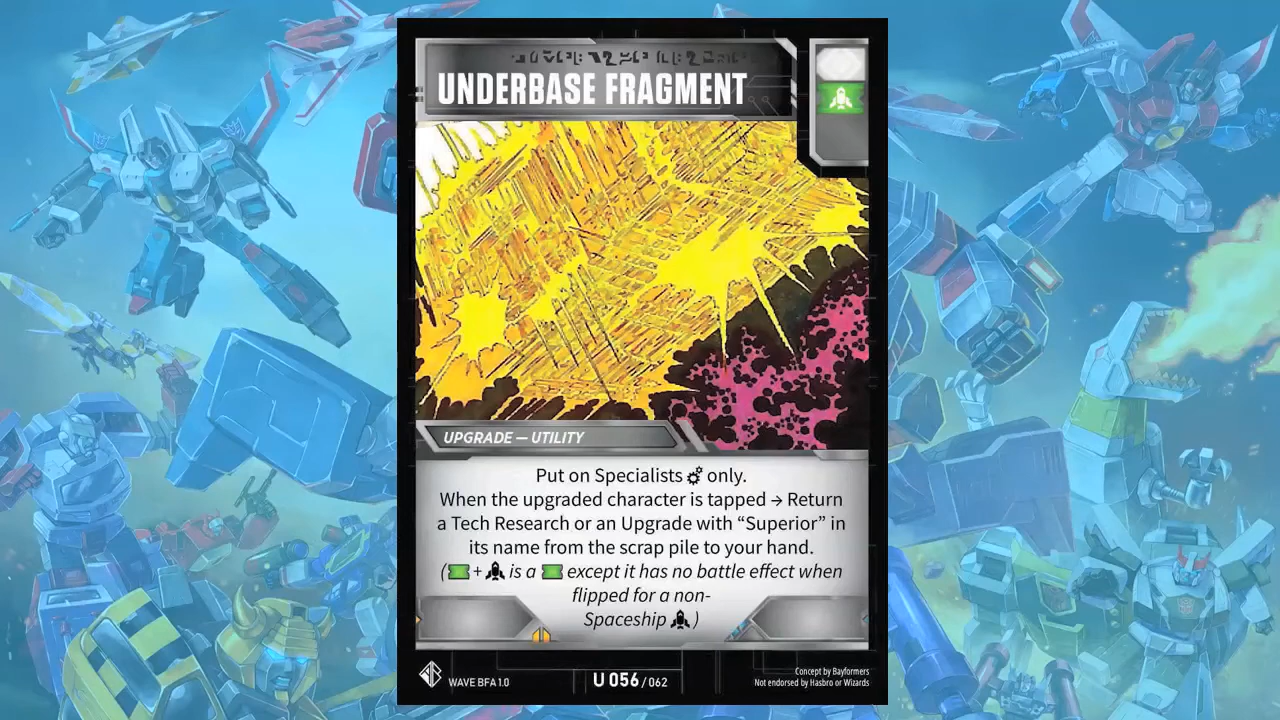 UNDERBASE FRAGMENT
UPGRADE — UTILITY
Put on Specialists only.
When the upgraded character is tapped → Return
a Tech Research or an Upgrade with “Superior” in
its name from the scrap pile to your hand.
( + is a except it has no battle effect when
flipped for a non-
Spaceship )
WAVE BFA 1.0
U 056 / 062
Concept by Bayformers
Not endorsed by Hasbro or Wizards